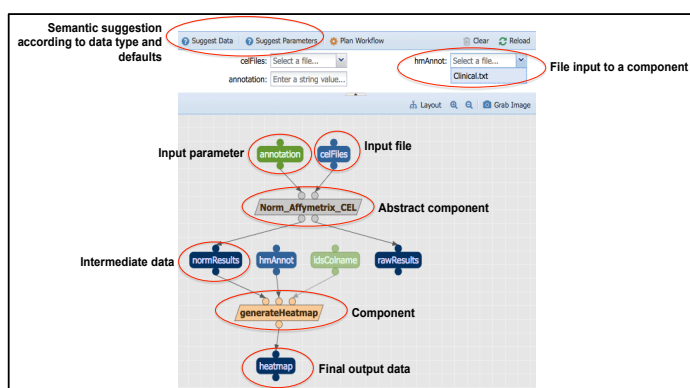 Semantic suggestion
according to data type and
defaults
Suggest Data Suggest Parameters Plan Workflow Clear Reload
celFiles: Select a file... hmAnnot: Select a file...
Clinical.txt
File input to a component
annotation: Enter a string value...
Layout Grab Image
Input parameter
Input file
annotation celFiles
Norm_Affymetrix_CEL
Abstract component
Intermediate data
normResults hmAnnot idsColname rawResults
generateHeatmap
Component
heatmap
Final output data